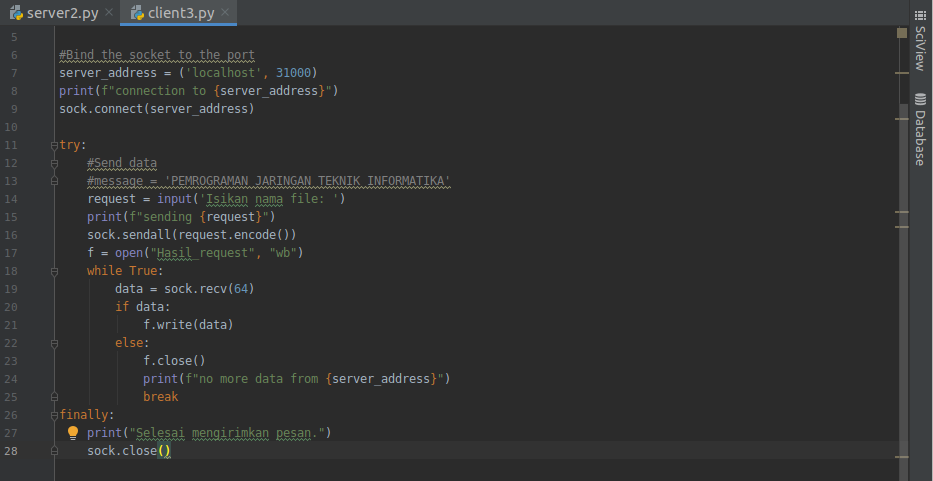 server2.py client3.py
5
6 #Bind the socket to the port
7 server_address = ('localhost', 31000)
8 print(f"connection to {server_address}")
9 sock.connect(server_address)
10
11 try:
12 #Send data
13 #message = 'PEMROGRAMAN JARINGAN TEKNIK INFORMATIKA'
14 request = input('Isikan nama file: ')
15 print(f"sending {request}")
16 sock.sendall(request.encode())
17 f = open("Hasil_request", "wb")
18 while True:
19 data = sock.recv(64)
20 if data:
21 f.write(data)
22 else:
23 f.close()
24 print(f"no more data from {server_address}")
25 break
26 finally:
27 print("Selesai mengirimkan pesan.")
28 sock.close()
SciView
Database